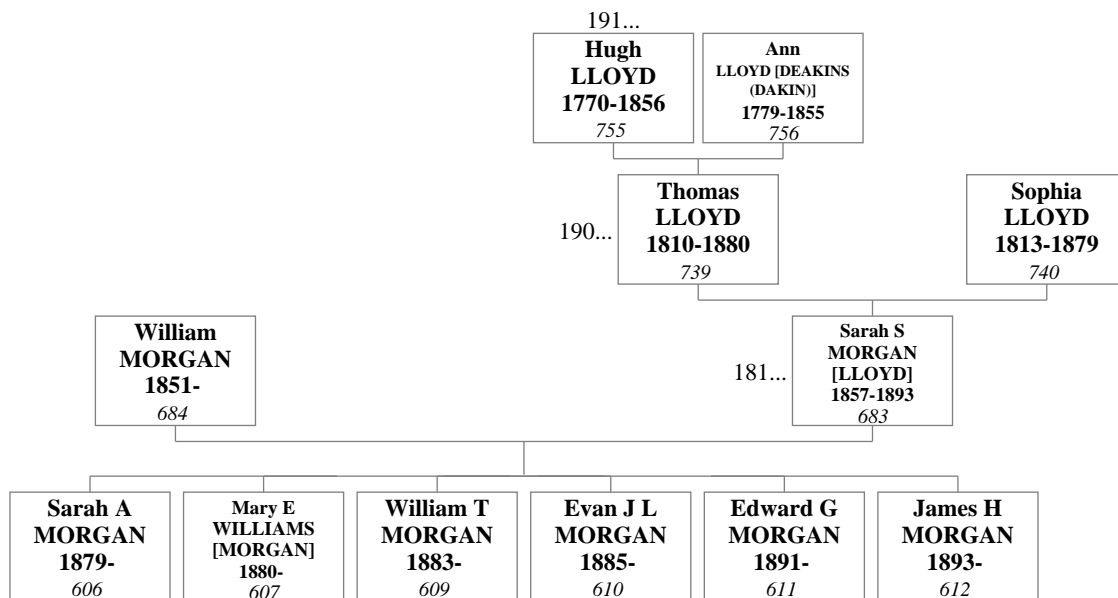 191...
Hugh
LLOYD
1770-1856
755
Ann
LLOYD [DEAKINS
(DAKIN)]
1779-1855
756
190...
Thomas
LLOYD
1810-1880
739
Sophia
LLOYD
1813-1879
740
William
MORGAN
1851-
684
181...
Sarah S
MORGAN
[LLOYD]
1857-1893
683
Sarah A
MORGAN
1879-
606
Mary E
WILLIAMS
[MORGAN]
1880-
607
William T
MORGAN
1883-
609
Evan J L
MORGAN
1885-
610
Edward G
MORGAN
1891-
611
James H
MORGAN
1893-
612